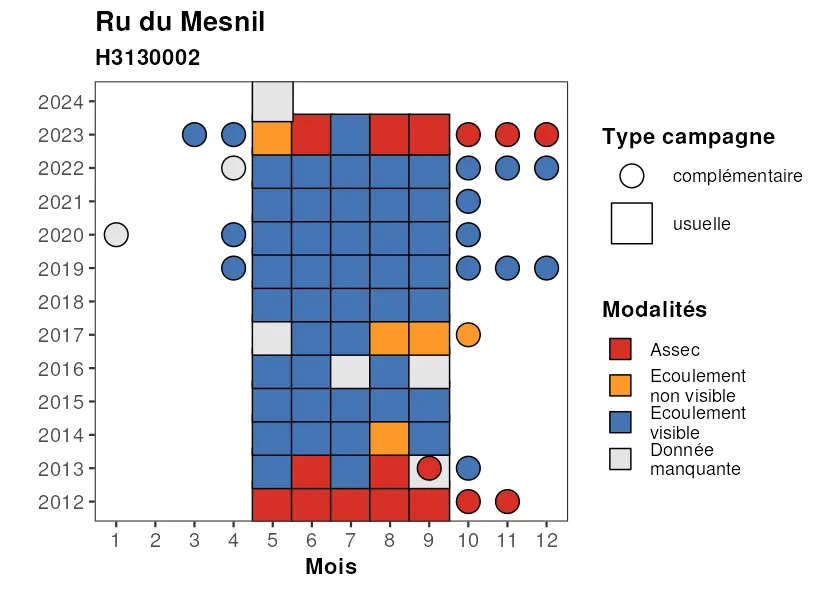 Ru du Mesnil
H3130002
2024
2023
2022
2021
2020
2019
2018
2017
2016
2015
2014
2013
2012
1 2 3 4 5 6 7 8 9 10 11 12
Mois
Type campagne
complémentaire
usuelle
Modalités
Assec
Ecoulement
non visible
Ecoulement
visible
Donnée
manquante